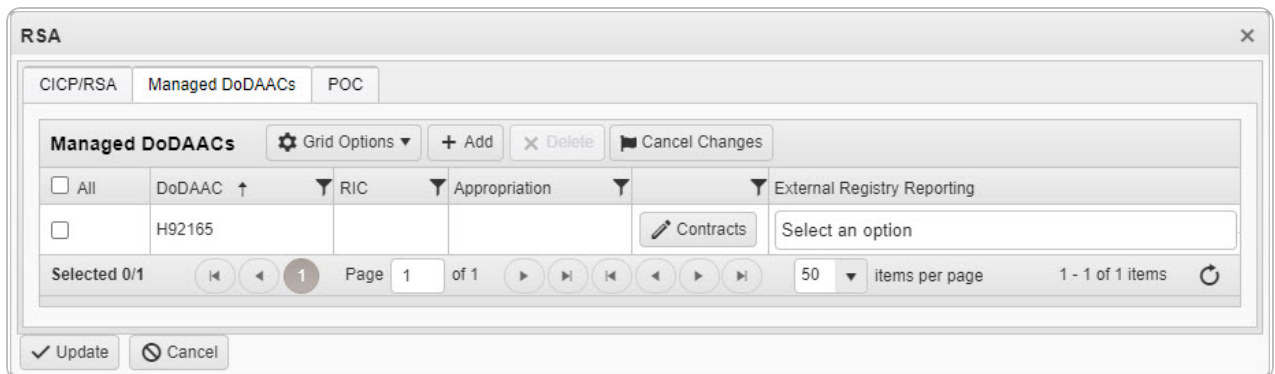 RSA
CICP/RSA Managed DoDAACs POC
Managed DoDAACs Grid Options Add Delete Cancel Changes
All DoDAAC RIC Appropriation External Registry Reporting
H92165 Contracts Select an option
Selected 0/1 1 Page 1 of 1 50 items per page 1 - 1 of 1 items
Update Cancel